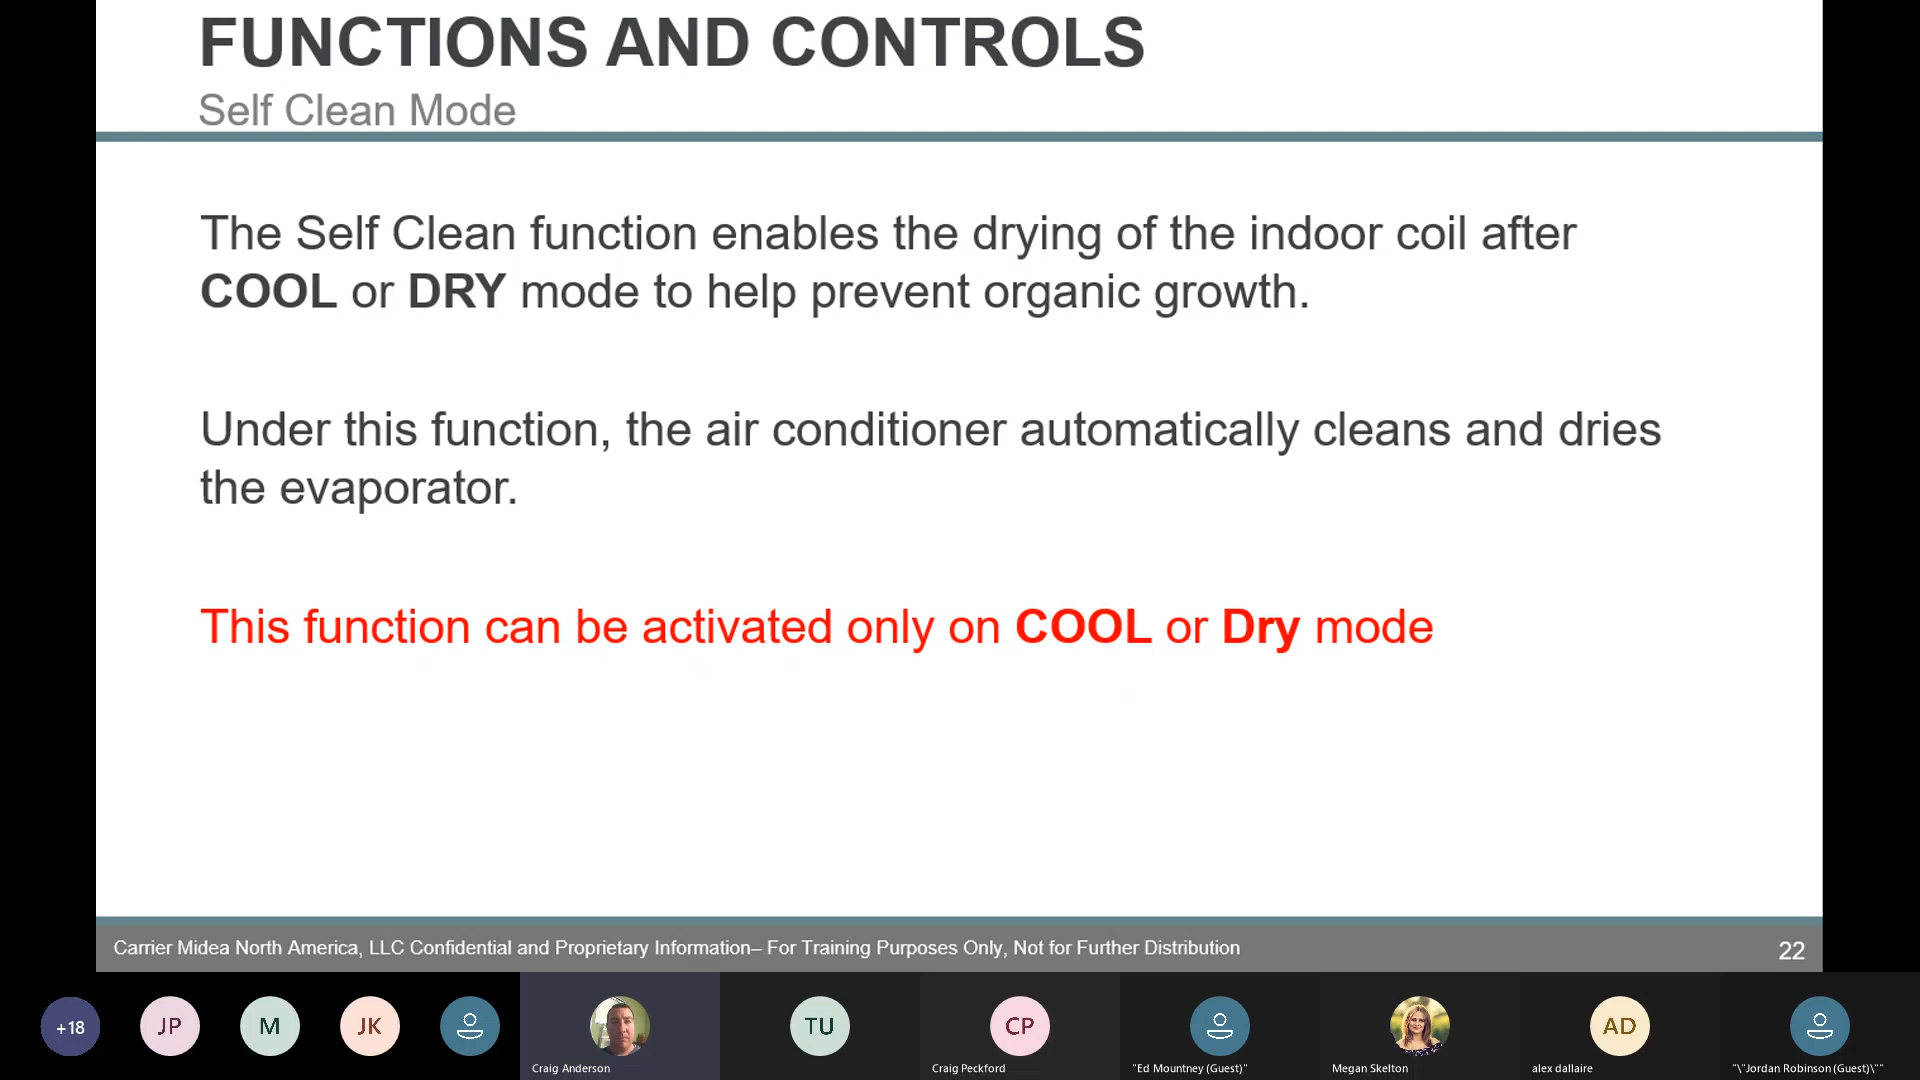 FUNCTIONS AND CONTROLS
Self Clean Mode
The Self Clean function enables the drying of the indoor coil after
COOL or DRY mode to help prevent organic growth.
Under this function, the air conditioner automatically cleans and dries
the evaporator.
This function can be activated only on COOL or Dry mode
Carrier Midea North America, LLC Confidential and Proprietary Information– For Training Purposes Only, Not for Further Distribution
22
+18
JP
M
JK
TU
CP
AD
Craig Anderson
Craig Peckford
"Ed Mountney (Guest)"
Megan Skelton
alex dallaire
"\"Jordan Robinson (Guest)\""